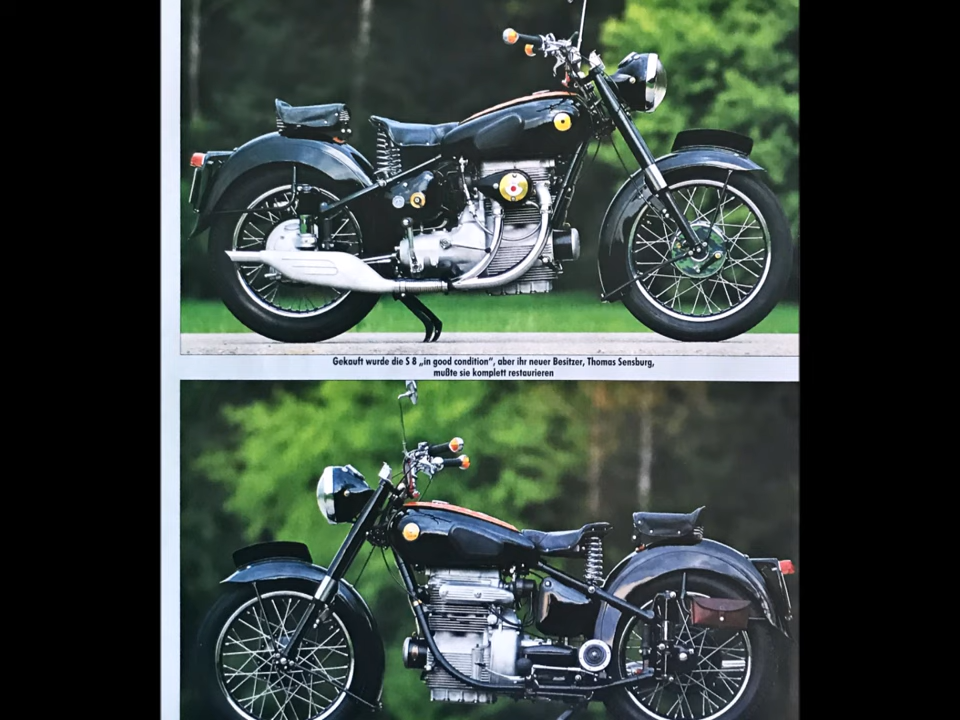 Gekauft wurde die S 8 „in good condition“, aber ihr neuer Besitzer, Thomas Sensburg,
mußte sie komplett restaurieren